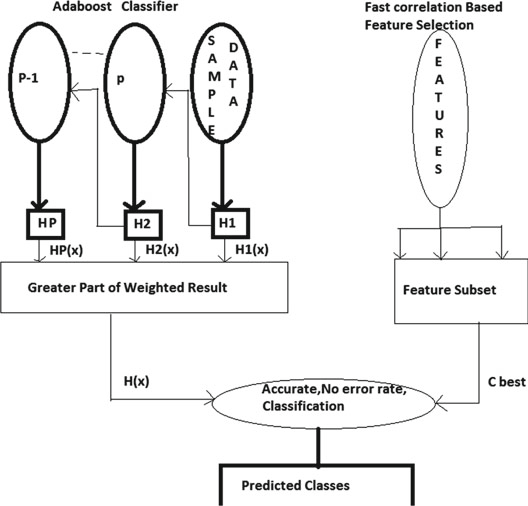 Adaboost Classifier
Fast correlation Based
Feature Selection
P-1
p
SAMPLE
DATA
FEATURES
HP
H2
H1
HP(x)
H2(x)
H1(x)
Greater Part of Weighted Result
Feature Subset
H(x)
C best
Accurate,No error rate,
Classification
Predicted Classes